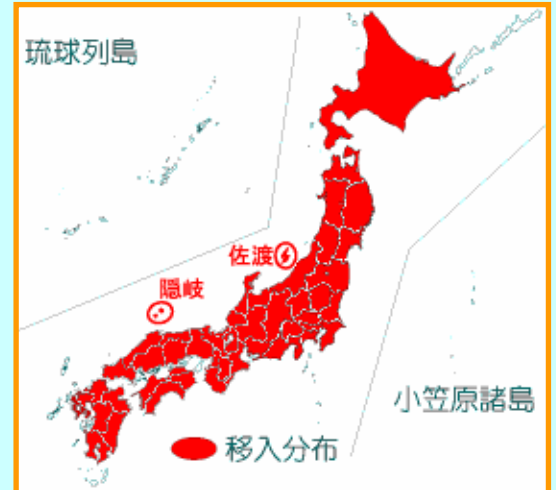 琉球列島
佐渡
隠岐
小笠原諸島
移入分布